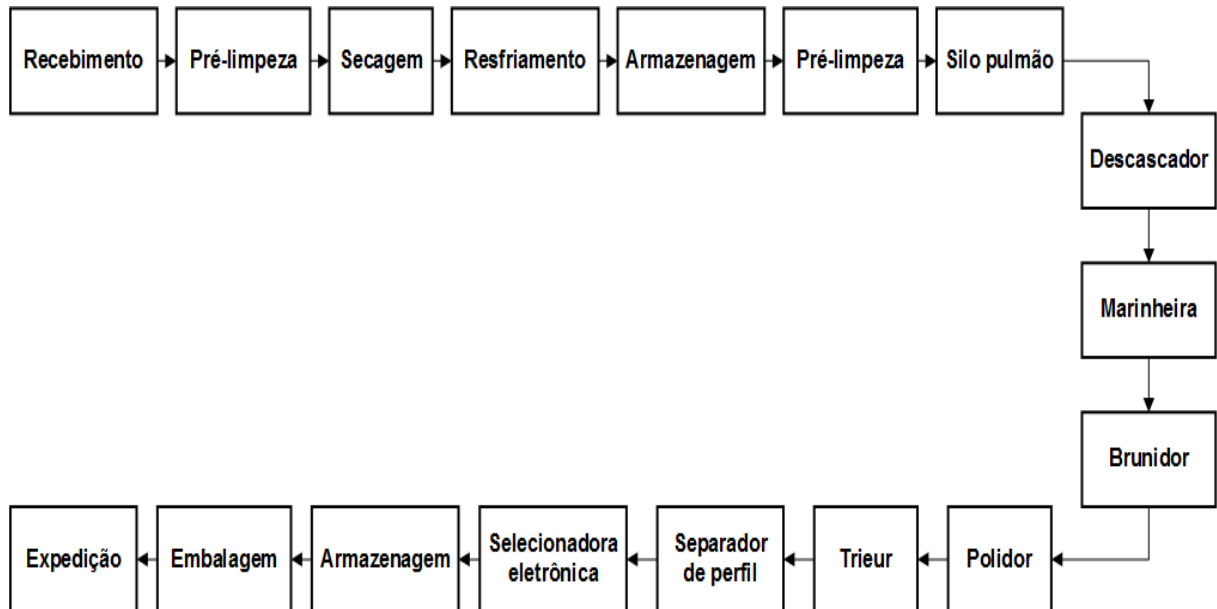 Recebimento
Pré-limpeza
Secagem
Resfriamento
Armazenagem
Pré-limpeza
Silo pulmão
Descascador
Marinheira
Brunidor
Polidor
Trieur
Separador
de perfil
Selecionadora
eletrônica
Armazenagem
Embalagem
Expedição